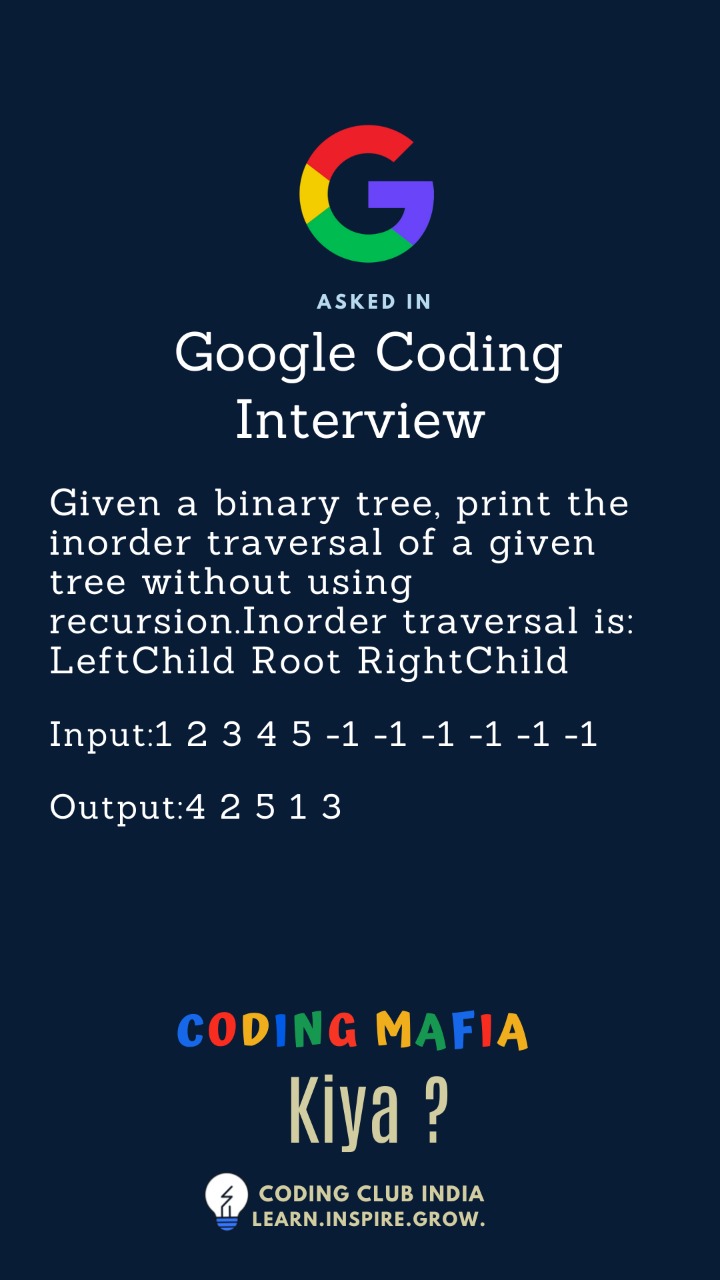 ASKED IN
Google Coding
Interview
Given a binary tree, print the
inorder traversal of a given
tree without using
recursion.Inorder traversal is:
LeftChild Root RightChild
Input:1 2 3 4 5 -1 -1 -1 -1 -1 -1
Output:4 2 5 1 3
CODING MAFIA
Kiya ?
CODING CLUB INDIA
LEARN.INSPIRE.GROW.